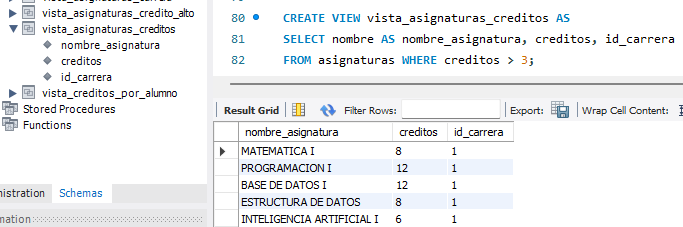 vista_asignaturas_credito_alto
vista_asignaturas_creditos
nombre_asignatura
creditos
id_carrera
vista_creditos_por_alumno
Stored Procedures
Functions
Schemas
80 CREATE VIEW vista_asignaturas_creditos AS
81 SELECT nombre AS nombre_asignatura, creditos, id_carrera
82 FROM asignaturas WHERE creditos > 3;
Result Grid Filter Rows: Export: Wrap Cell Content:
nombre_asignatura creditos id_carrera
MATEMATICA I 8 1
PROGRAMACION I 12 1
BASE DE DATOS I 12 1
ESTRUCTURA DE DATOS 8 1
INTELIGENCIA ARTIFICIAL I 6 1